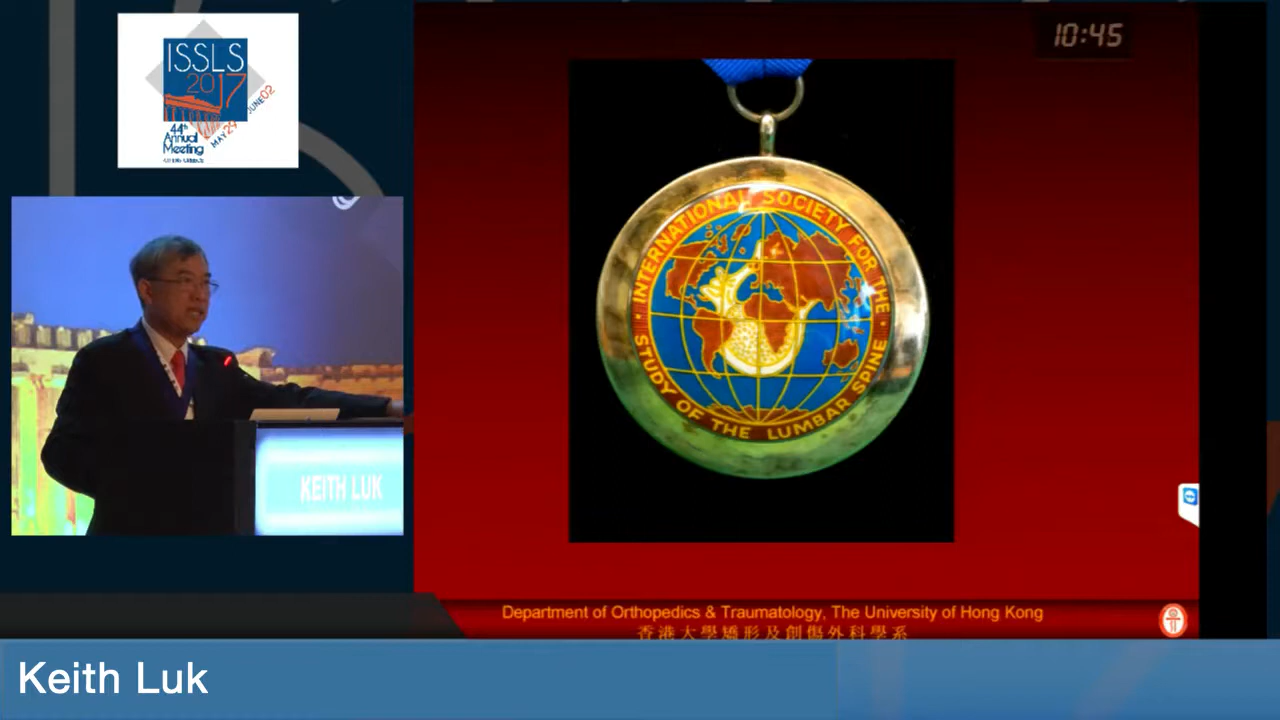 ISSLS
2017
44th
Annual
Meeting
MAY 29
JUNE 02
10:45
INTERNATIONAL SOCIETY FOR THE
STUDY OF THE LUMBAR SPINE
KEITH LUK
Department of Orthopedics & Traumatology, The University of Hong Kong
香港大學矯形及創傷外科學系
Keith Luk